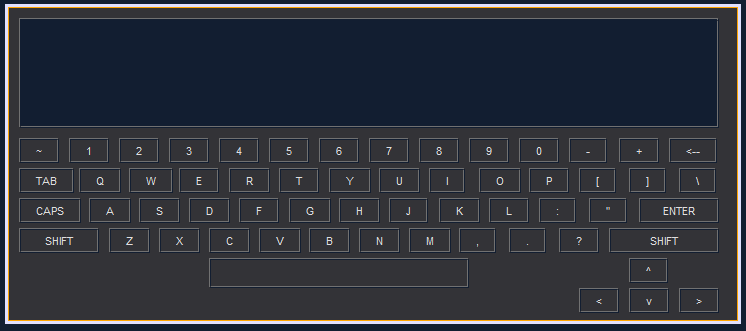 ~ 1 2 3 4 5 6 7 8 9 0 - + <--
TAB Q W E R T Y U I O P [ ] \
CAPS A S D F G H J K L : " ENTER
SHIFT Z X C V B N M , . ? SHIFT
^
< v >